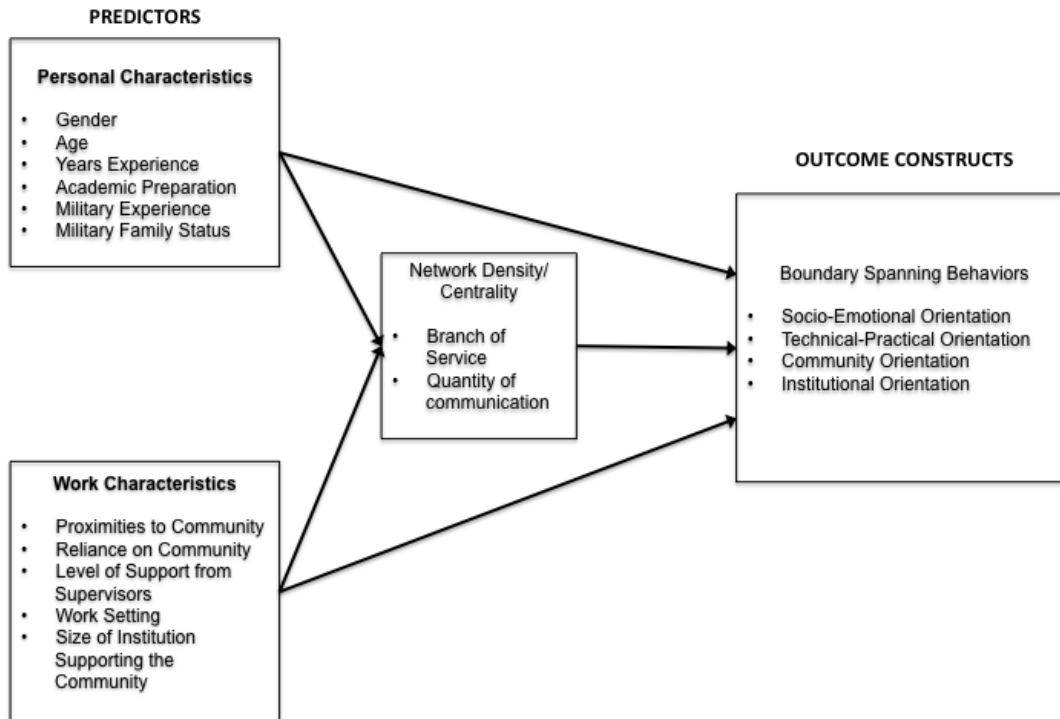 PREDICTORS
Personal Characteristics
• Gender
• Age
• Years Experience
• Academic Preparation
• Military Experience
• Military Family Status
Network Density/
Centrality
• Branch of
Service
• Quantity of
communication
OUTCOME CONSTRUCTS
Boundary Spanning Behaviors
• Socio-Emotional Orientation
• Technical-Practical Orientation
• Community Orientation
• Institutional Orientation
Work Characteristics
• Proximities to Community
• Reliance on Community
• Level of Support from
Supervisors
• Work Setting
• Size of Institution
Supporting the
Community